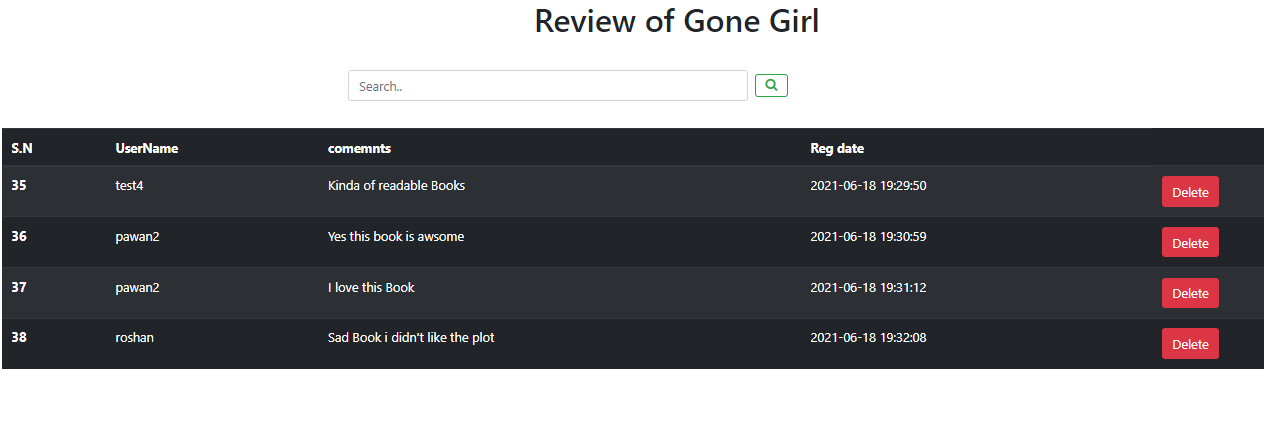 Review of Gone Girl
Search..
S.N UserName comemnts Reg date
35 test4 Kinda of readable Books 2021-06-18 19:29:50 Delete
36 pawan2 Yes this book is awsome 2021-06-18 19:30:59 Delete
37 pawan2 I love this Book 2021-06-18 19:31:12 Delete
38 roshan Sad Book i didn't like the plot 2021-06-18 19:32:08 Delete